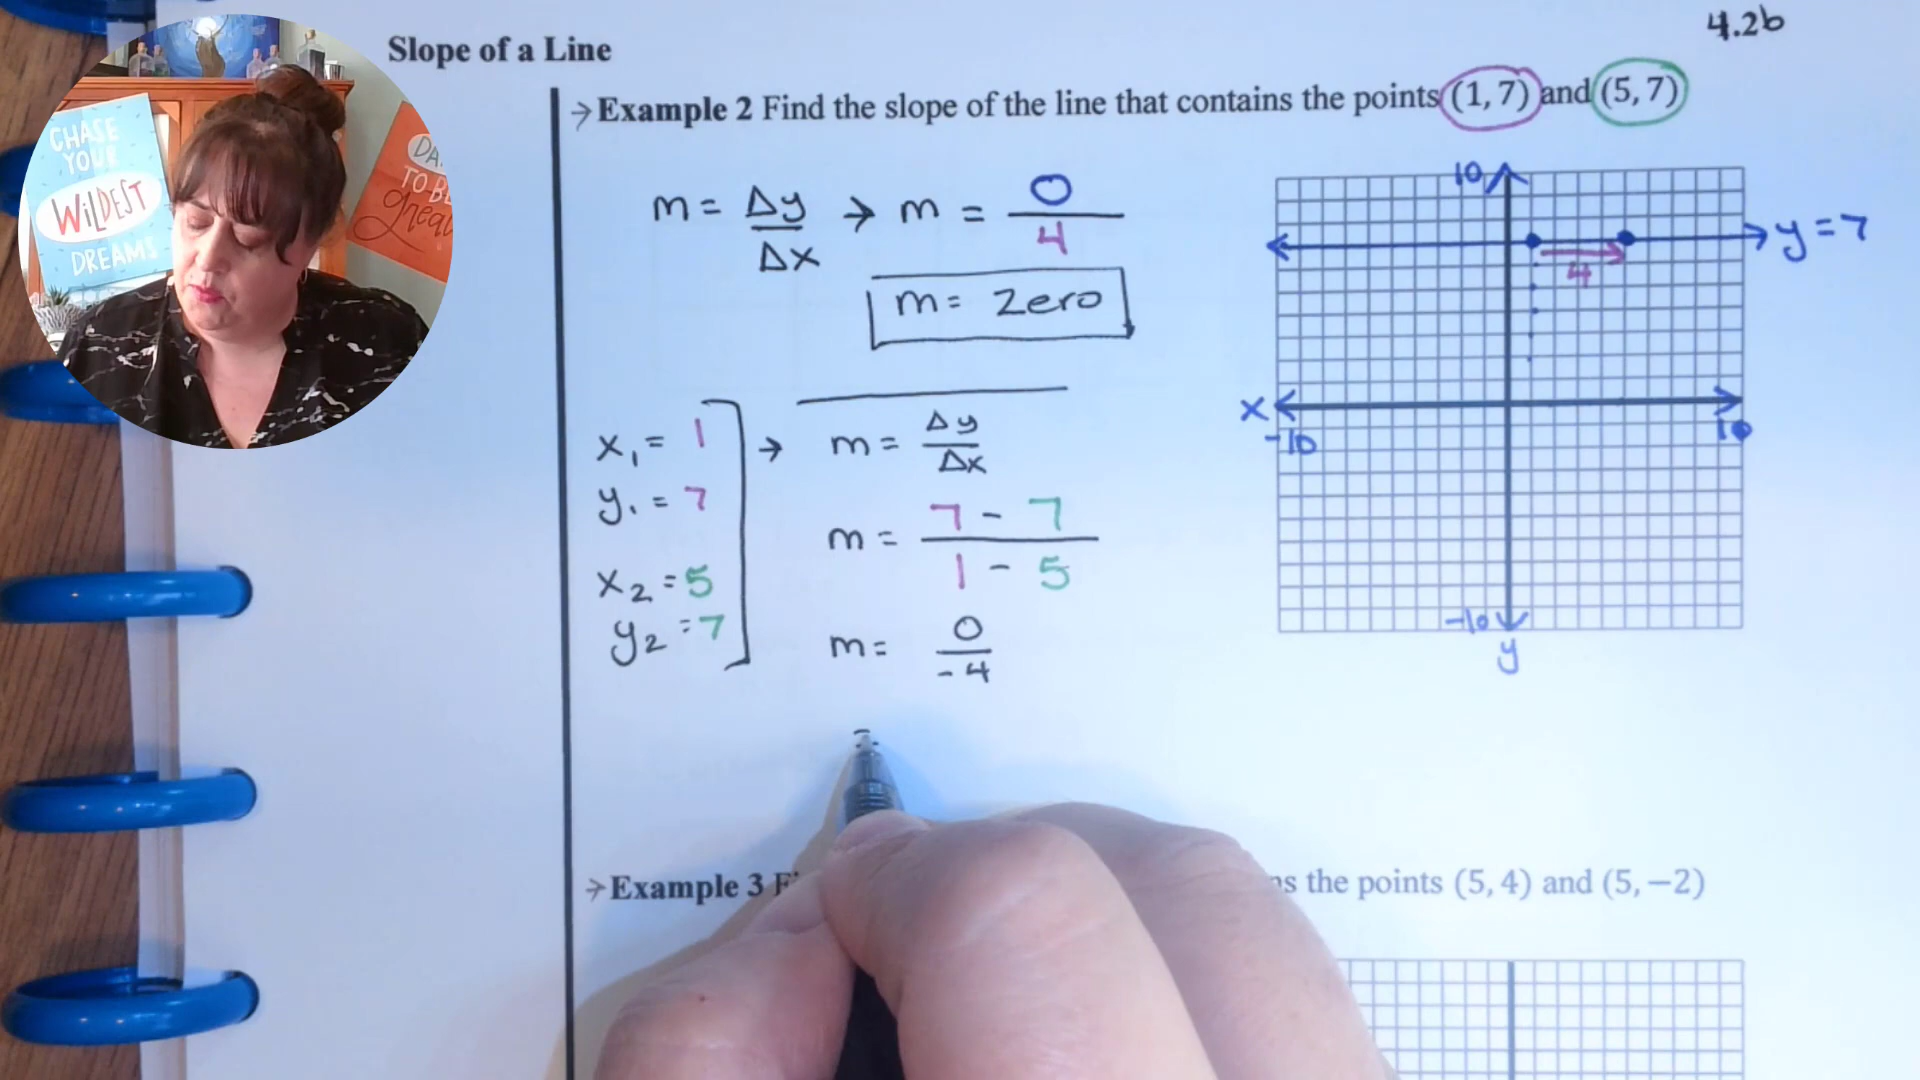 4.2b
Slope of a Line
→ Example 2 Find the slope of the line that contains the points (1, 7) and (5, 7)
m = Δy/Δx → m = 0/4
m = Zero
x₁ = 1
y₁ = 7
x₂ = 5
y₂ = 7
→ m = Δy/Δx
m = 7 - 7 / 1 - 5
m = 0/-4
=
10
y = 7
4
x
-10
10
-10
y
→ Example 3
the points (5, 4) and (5, −2)
CHASE
YOUR
WILDEST
DREAMS
TO
great